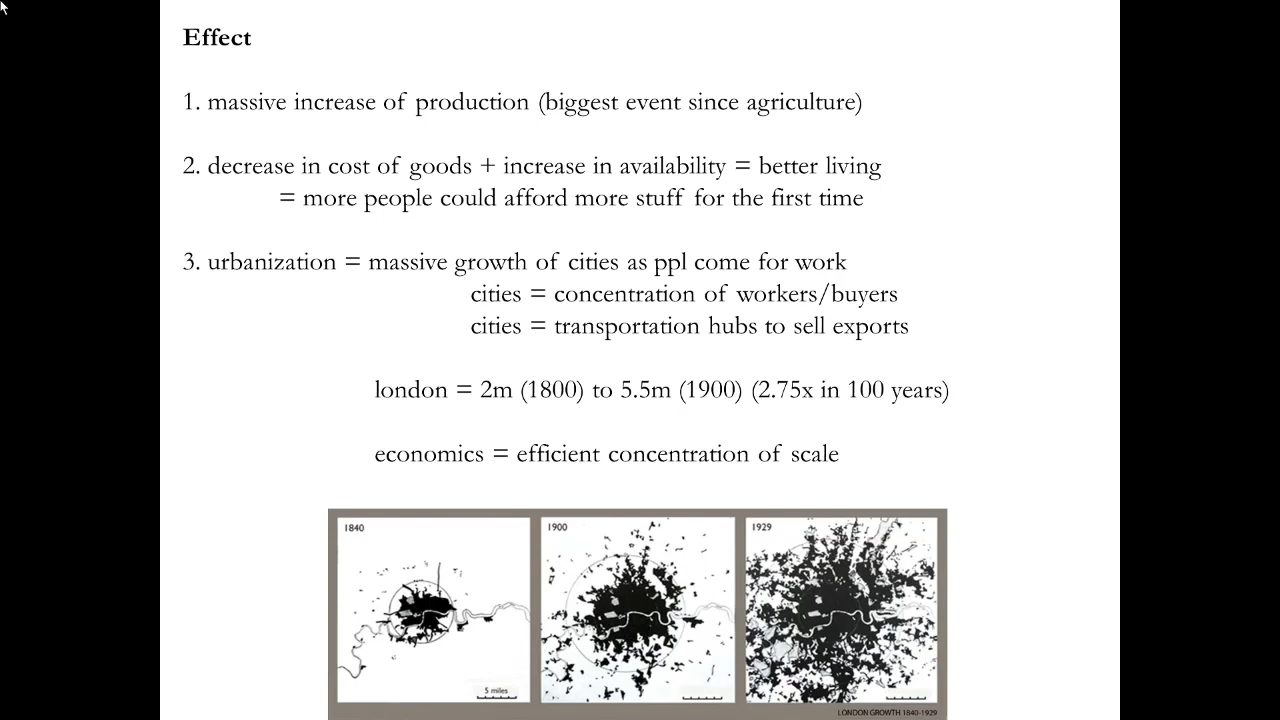 Effect
1. massive increase of production (biggest event since agriculture)
2. decrease in cost of goods + increase in availability = better living
= more people could afford more stuff for the first time
3. urbanization = massive growth of cities as ppl come for work
cities = concentration of workers/buyers
cities = transportation hubs to sell exports
london = 2m (1800) to 5.5m (1900) (2.75x in 100 years)
economics = efficient concentration of scale
1840
1900
1929
5 miles
LONDON GROWTH 1840-1929